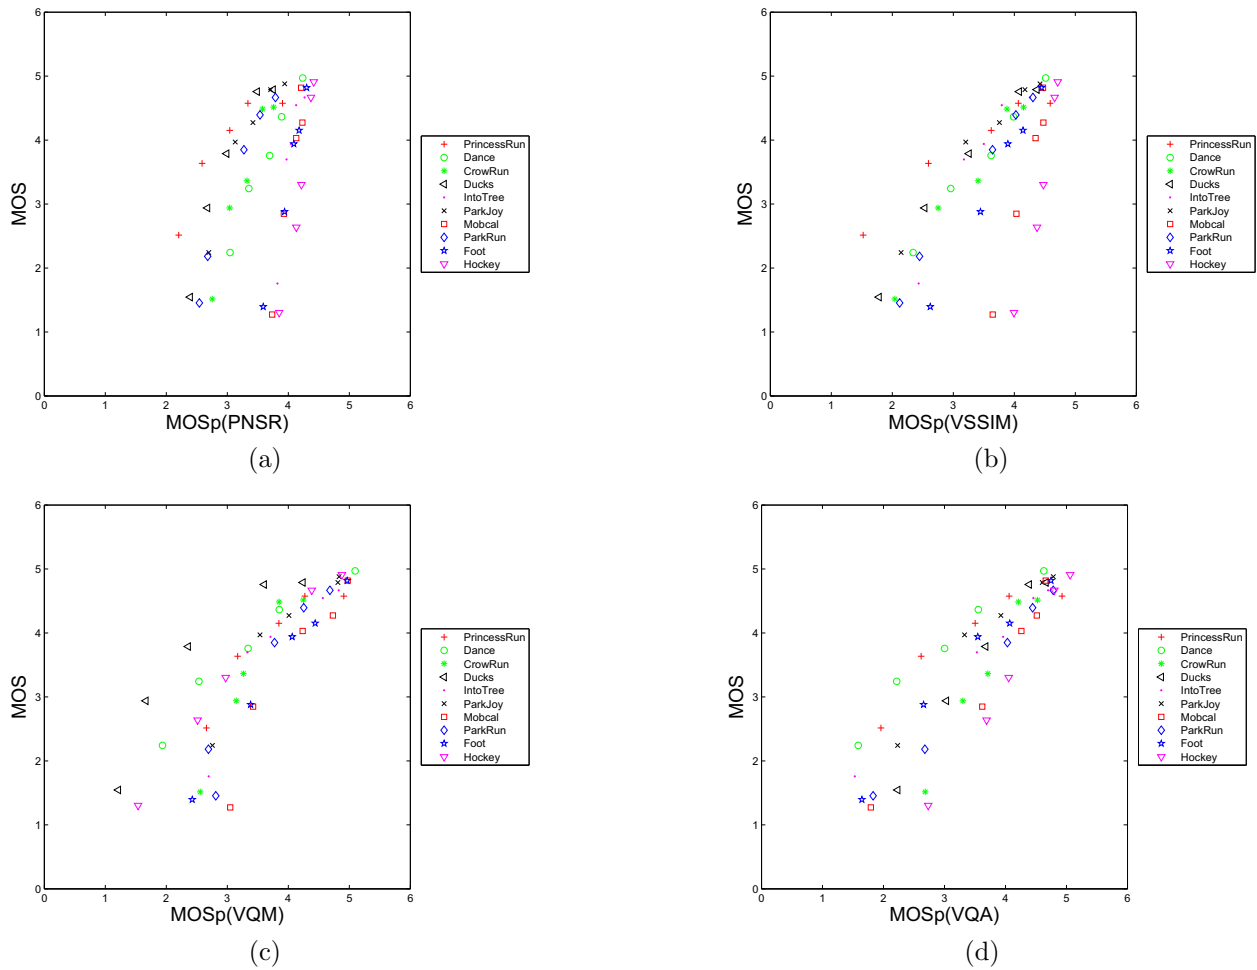 6
5
4
3
2
1
0
MOS
0 1 2 3 4 5 6
MOSp(PNSR)
PrincessRun
Dance
CrowRun
Ducks
IntoTree
ParkJoy
Mobcal
ParkRun
Foot
Hockey
(a)
6
5
4
3
2
1
0
MOS
0 1 2 3 4 5 6
MOSp(VSSIM)
PrincessRun
Dance
CrowRun
Ducks
IntoTree
ParkJoy
Mobcal
ParkRun
Foot
Hockey
(b)
6
5
4
3
2
1
0
MOS
0 1 2 3 4 5 6
MOSp(VQM)
PrincessRun
Dance
CrowRun
Ducks
IntoTree
ParkJoy
Mobcal
ParkRun
Foot
Hockey
(c)
6
5
4
3
2
1
0
MOS
0 1 2 3 4 5 6
MOSp(VQA)
PrincessRun
Dance
CrowRun
Ducks
IntoTree
ParkJoy
Mobcal
ParkRun
Foot
Hockey
(d)